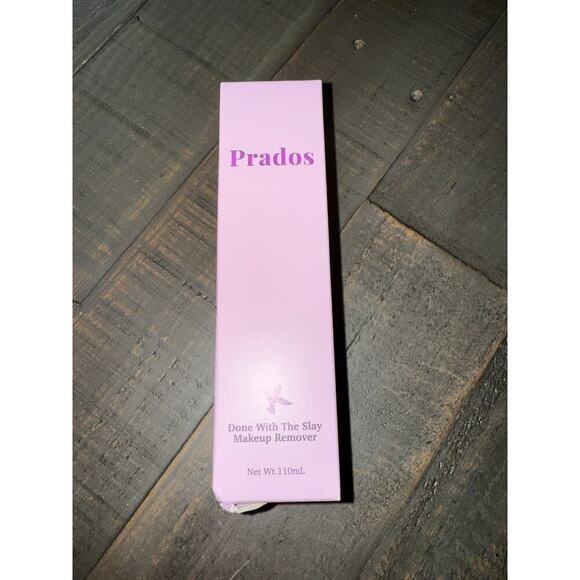 Prados
Done With The Slay
Makeup Remover
Net Wt.110mL